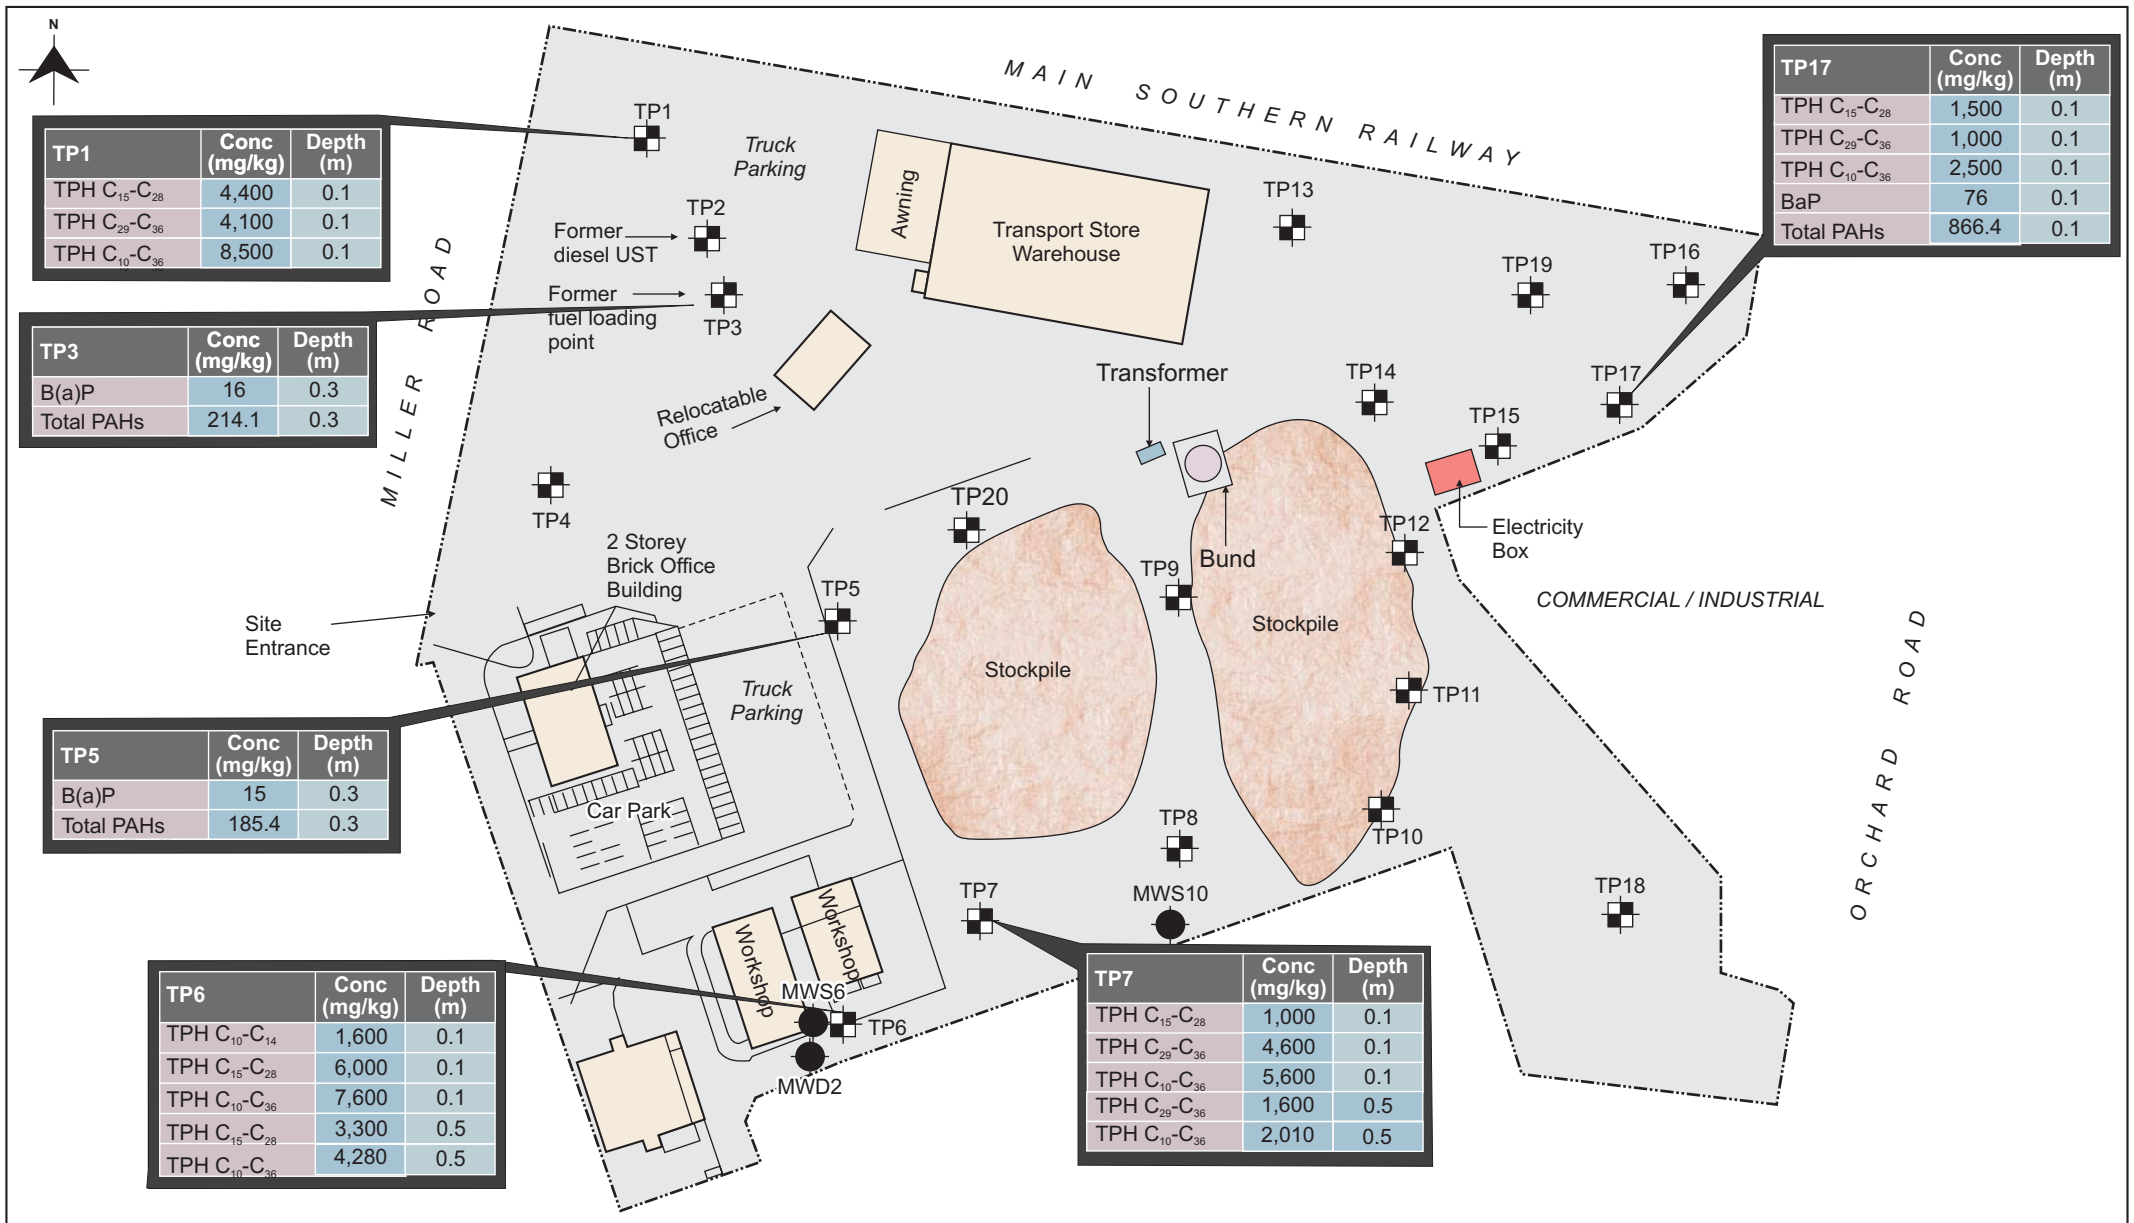 N
MAIN SOUTHERN RAILWAY
MILLER ROAD
ORCHARD ROAD
COMMERCIAL / INDUSTRIAL
TP1 Conc (mg/kg) Depth (m)
TPH C15-C28 4,400 0.1
TPH C29-C36 4,100 0.1
TPH C10-C36 8,500 0.1
TP3 Conc (mg/kg) Depth (m)
B(a)P 16 0.3
Total PAHs 214.1 0.3
TP5 Conc (mg/kg) Depth (m)
B(a)P 15 0.3
Total PAHs 185.4 0.3
TP6 Conc (mg/kg) Depth (m)
TPH C10-C14 1,600 0.1
TPH C15-C28 6,000 0.1
TPH C10-C36 7,600 0.1
TPH C15-C28 3,300 0.5
TPH C10-C36 4,280 0.5
TP7 Conc (mg/kg) Depth (m)
TPH C15-C28 1,000 0.1
TPH C29-C36 4,600 0.1
TPH C10-C36 5,600 0.1
TPH C29-C36 1,600 0.5
TPH C10-C36 2,010 0.5
TP17 Conc (mg/kg) Depth (m)
TPH C15-C28 1,500 0.1
TPH C29-C36 1,000 0.1
TPH C10-C36 2,500 0.1
BaP 76 0.1
Total PAHs 866.4 0.1
TP1
Truck
Parking
Awning
Transport Store
Warehouse
TP13
TP2
Former
diesel UST
Former
fuel loading
point
TP3
TP19
TP16
Relocatable
Office
Transformer
TP14
TP17
TP15
TP4
TP20
Bund
TP12
Electricity
Box
2 Storey
Brick Office
Building
TP5
TP9
Site
Entrance
Stockpile
Stockpile
Truck
Parking
TP11
Car Park
TP8
TP10
TP7
MWS10
TP18
Workshop
Workshop
MWS6
TP6
MWD2